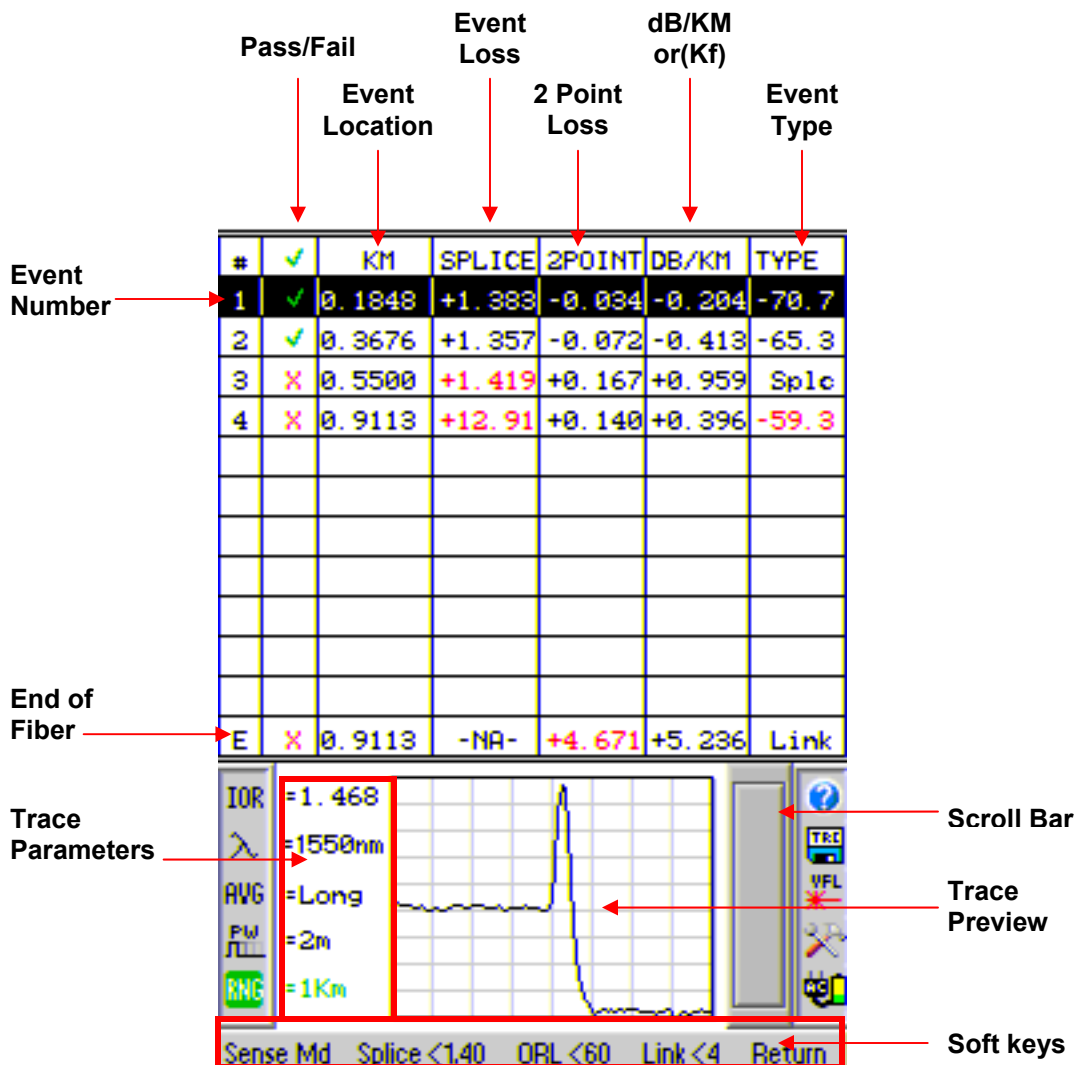 Pass/Fail
Event
Loss
dB/KM
or(Kf)
Event
Location
2 Point
Loss
Event
Type
Event
Number
# ✓ KM SPLICE 2POINT DB/KM TYPE
1 ✓ 0.1848 +1.383 -0.034 -0.204 -70.7
2 ✓ 0.3676 +1.357 -0.072 -0.413 -65.3
3 X 0.5500 +1.419 +0.167 +0.959 Splc
4 X 0.9113 +12.91 +0.140 +0.396 -59.3
End of
Fiber
E X 0.9113 -NA- +4.671 +5.236 Link
Trace
Parameters
IOR =1.468
λ =1550nm
AVG =Long
PW =2m
RNG =1Km
?
TRC
VFL
AC
Scroll Bar
Trace
Preview
Sense Md Splice <1.40 ORL <60 Link <4 Return
Soft keys